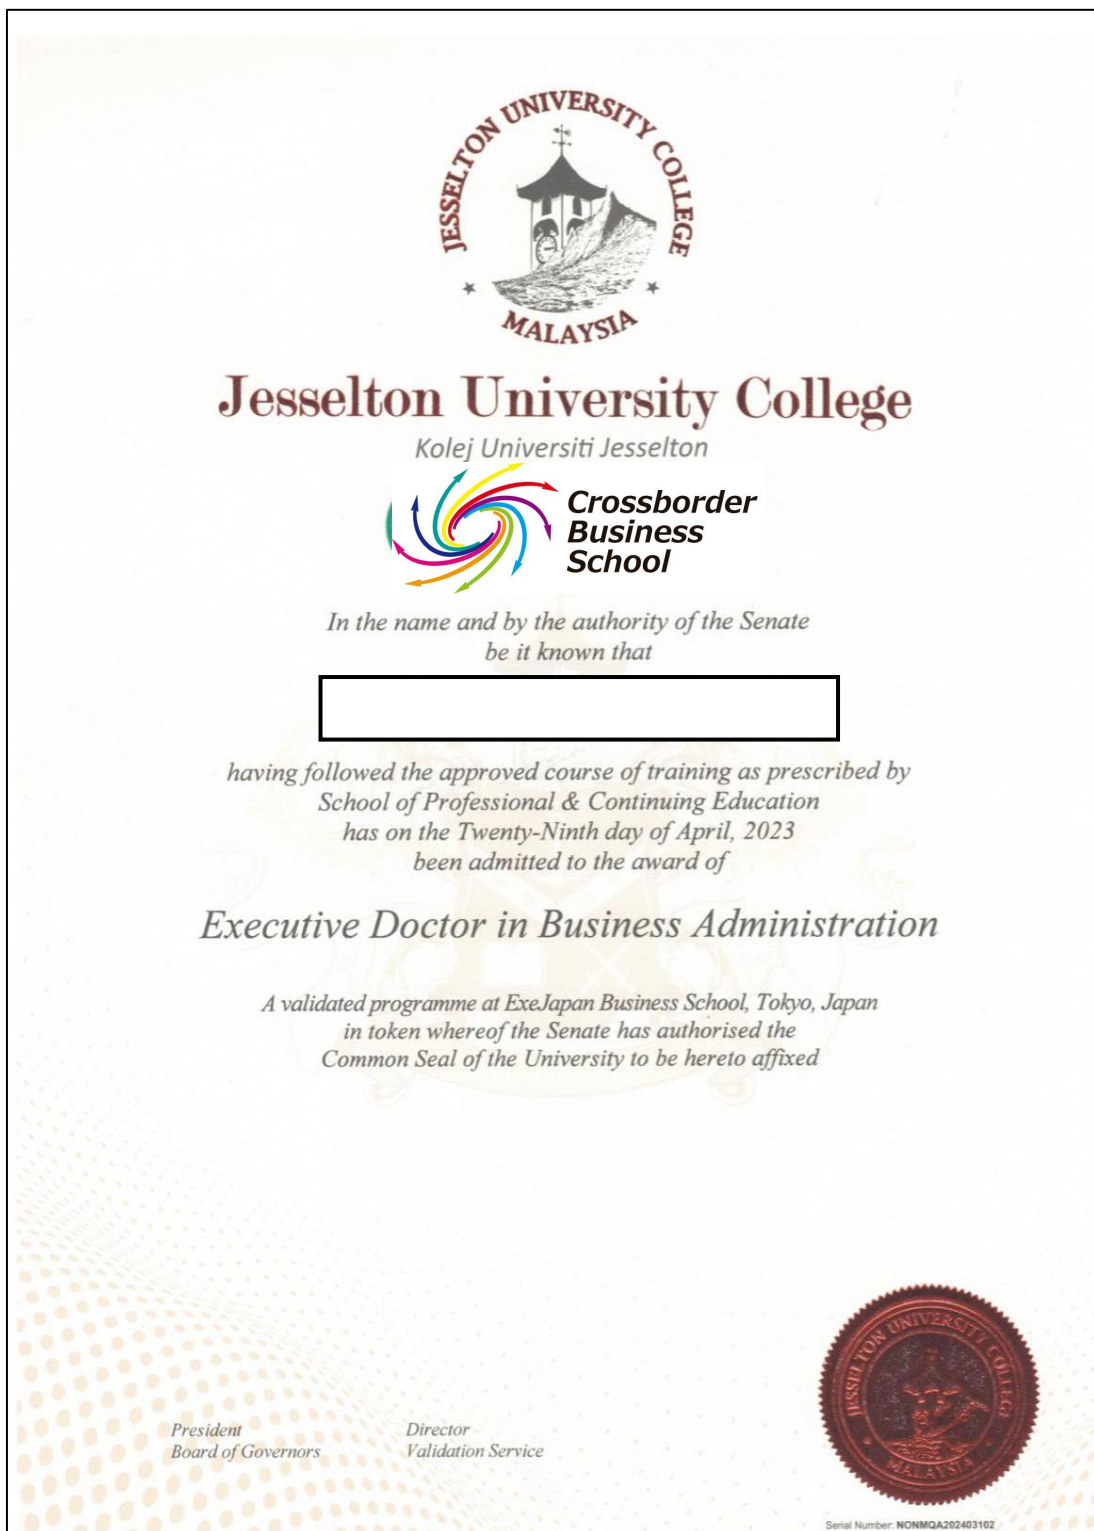 JESSELTON UNIVERSITY COLLEGE
MALAYSIA
Jesselton University College
Kolej Universiti Jesselton
Crossborder
Business
School
In the name and by the authority of the Senate
be it known that
having followed the approved course of training as prescribed by
School of Professional & Continuing Education
has on the Twenty-Ninth day of April, 2023
been admitted to the award of
Executive Doctor in Business Administration
A validated programme at ExeJapan Business School, Tokyo, Japan
in token whereof the Senate has authorised the
Common Seal of the University to be hereto affixed
President
Board of Governors
Director
Validation Service
JESSELTON UNIVERSITY COLLEGE
MALAYSIA
Serial Number: NONMQA202403102